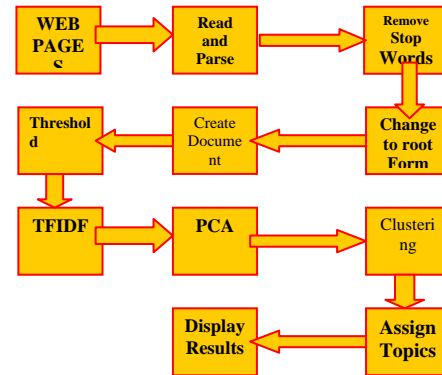 WEB
PAGE
S
Read
and
Parse
Remove
Stop
Words
Threshol
d
Create
Docume
nt
Change
to root
Form
TFIDF
PCA
Clusteri
ng
Display
Results
Assign
Topics